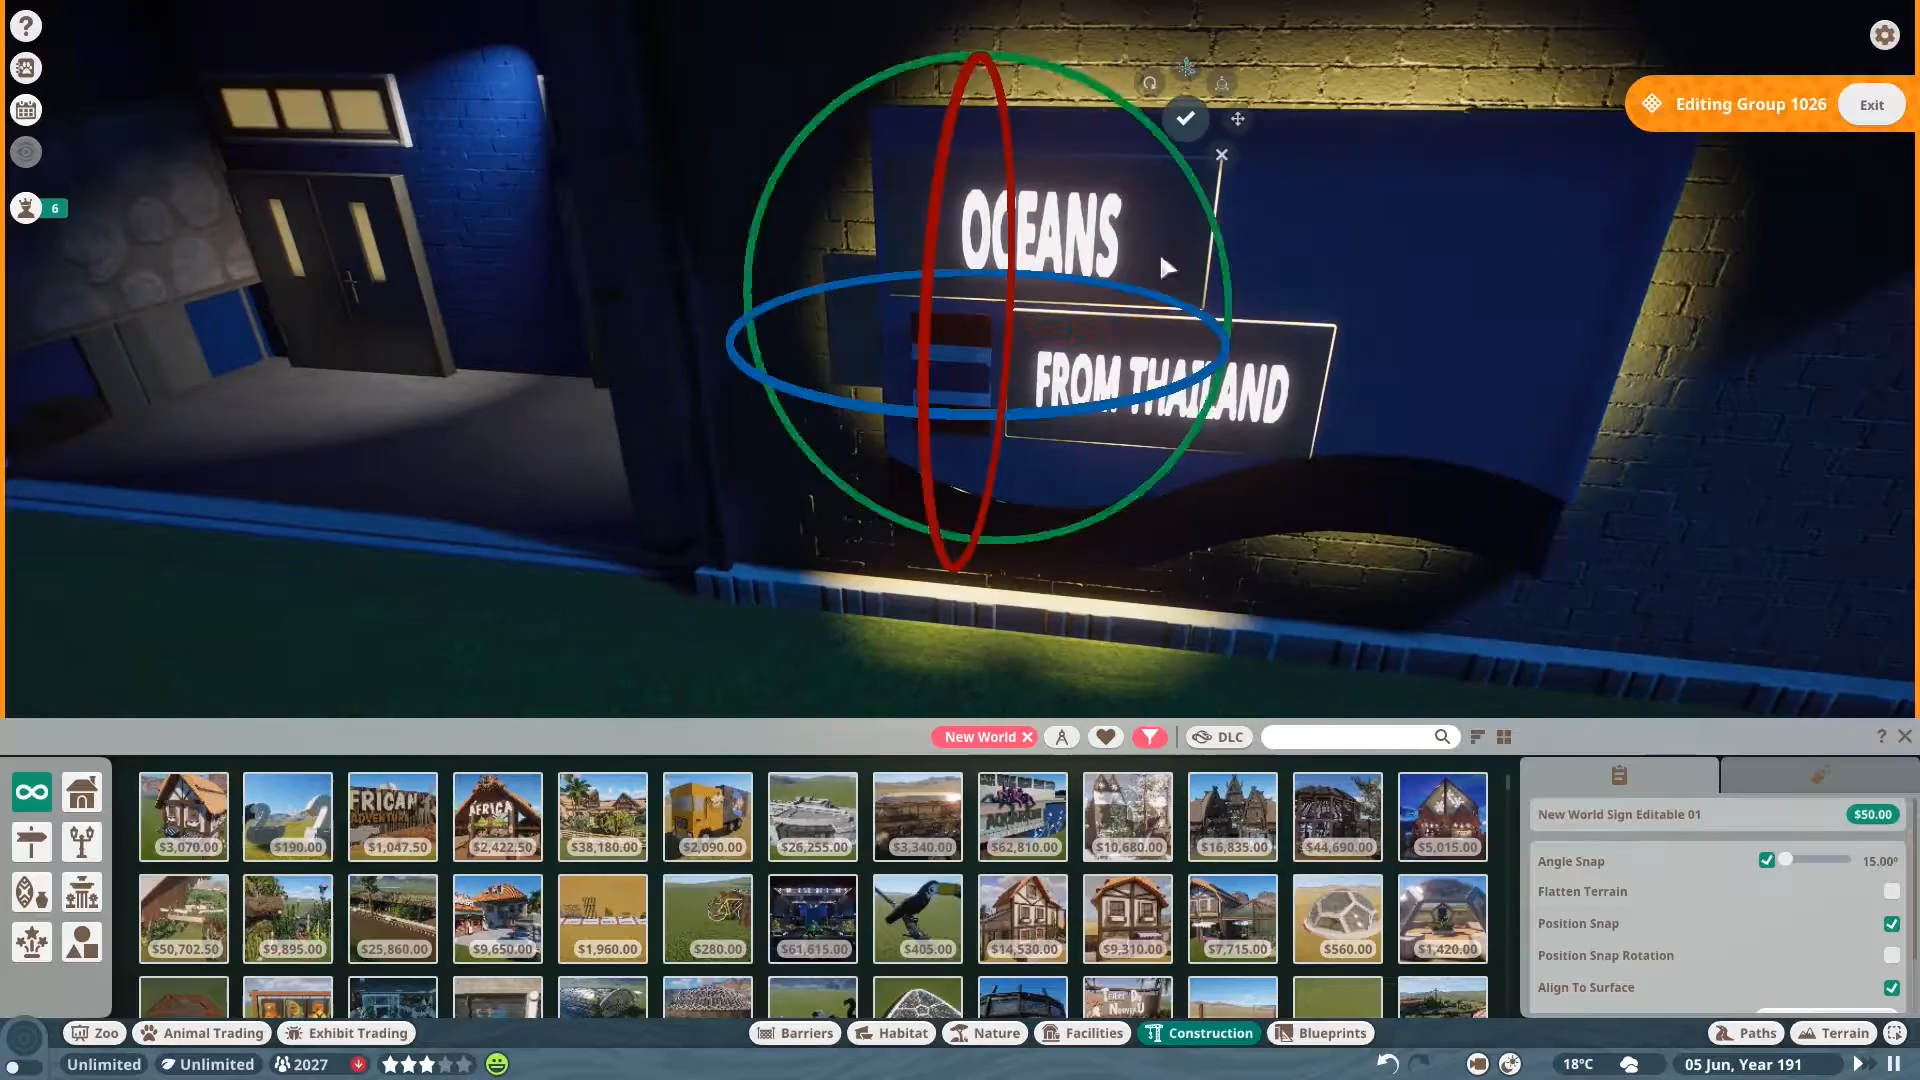 ?
Editing Group 1026
Exit
6
OCEANS
FROM THAILAND
New World
DLC
?
FRICAN
ADVENTURE
AFRICA
AQUARIUM
$3,070.00
$190.00
$1,047.50
$2,422.50
$38,180.00
$2,090.00
$26,255.00
$3,340.00
$62,810.00
$10,680.00
$16,835.00
$44,690.00
$5,015.00
$50,702.50
$9,895.00
$25,860.00
$9,650.00
$1,960.00
$280.00
$61,615.00
$405.00
$14,530.00
$9,310.00
$7,715.00
$560.00
$1,420.00
New World Sign Editable 01
$50.00
Angle Snap
15.00°
Flatten Terrain
Position Snap
Position Snap Rotation
Align To Surface
Zoo
Animal Trading
Exhibit Trading
Barriers
Habitat
Nature
Facilities
Construction
Blueprints
Paths
Terrain
Unlimited
Unlimited
2027
18°C
05 Jun, Year 191